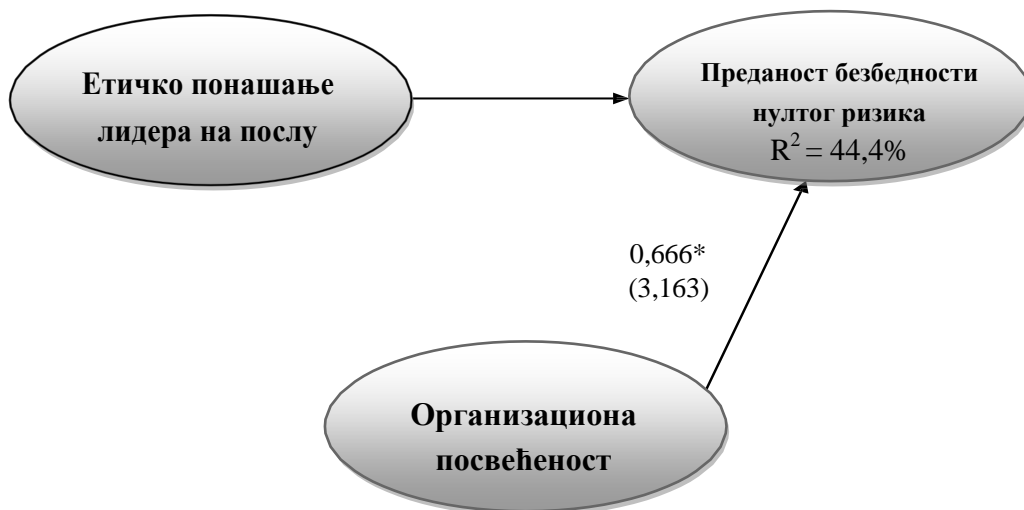 Етичко понашање
лидера на послу
Преданост безбедности
нултог ризика
R² = 44,4%
0,666*
(3,163)
Организациона
посвећеност